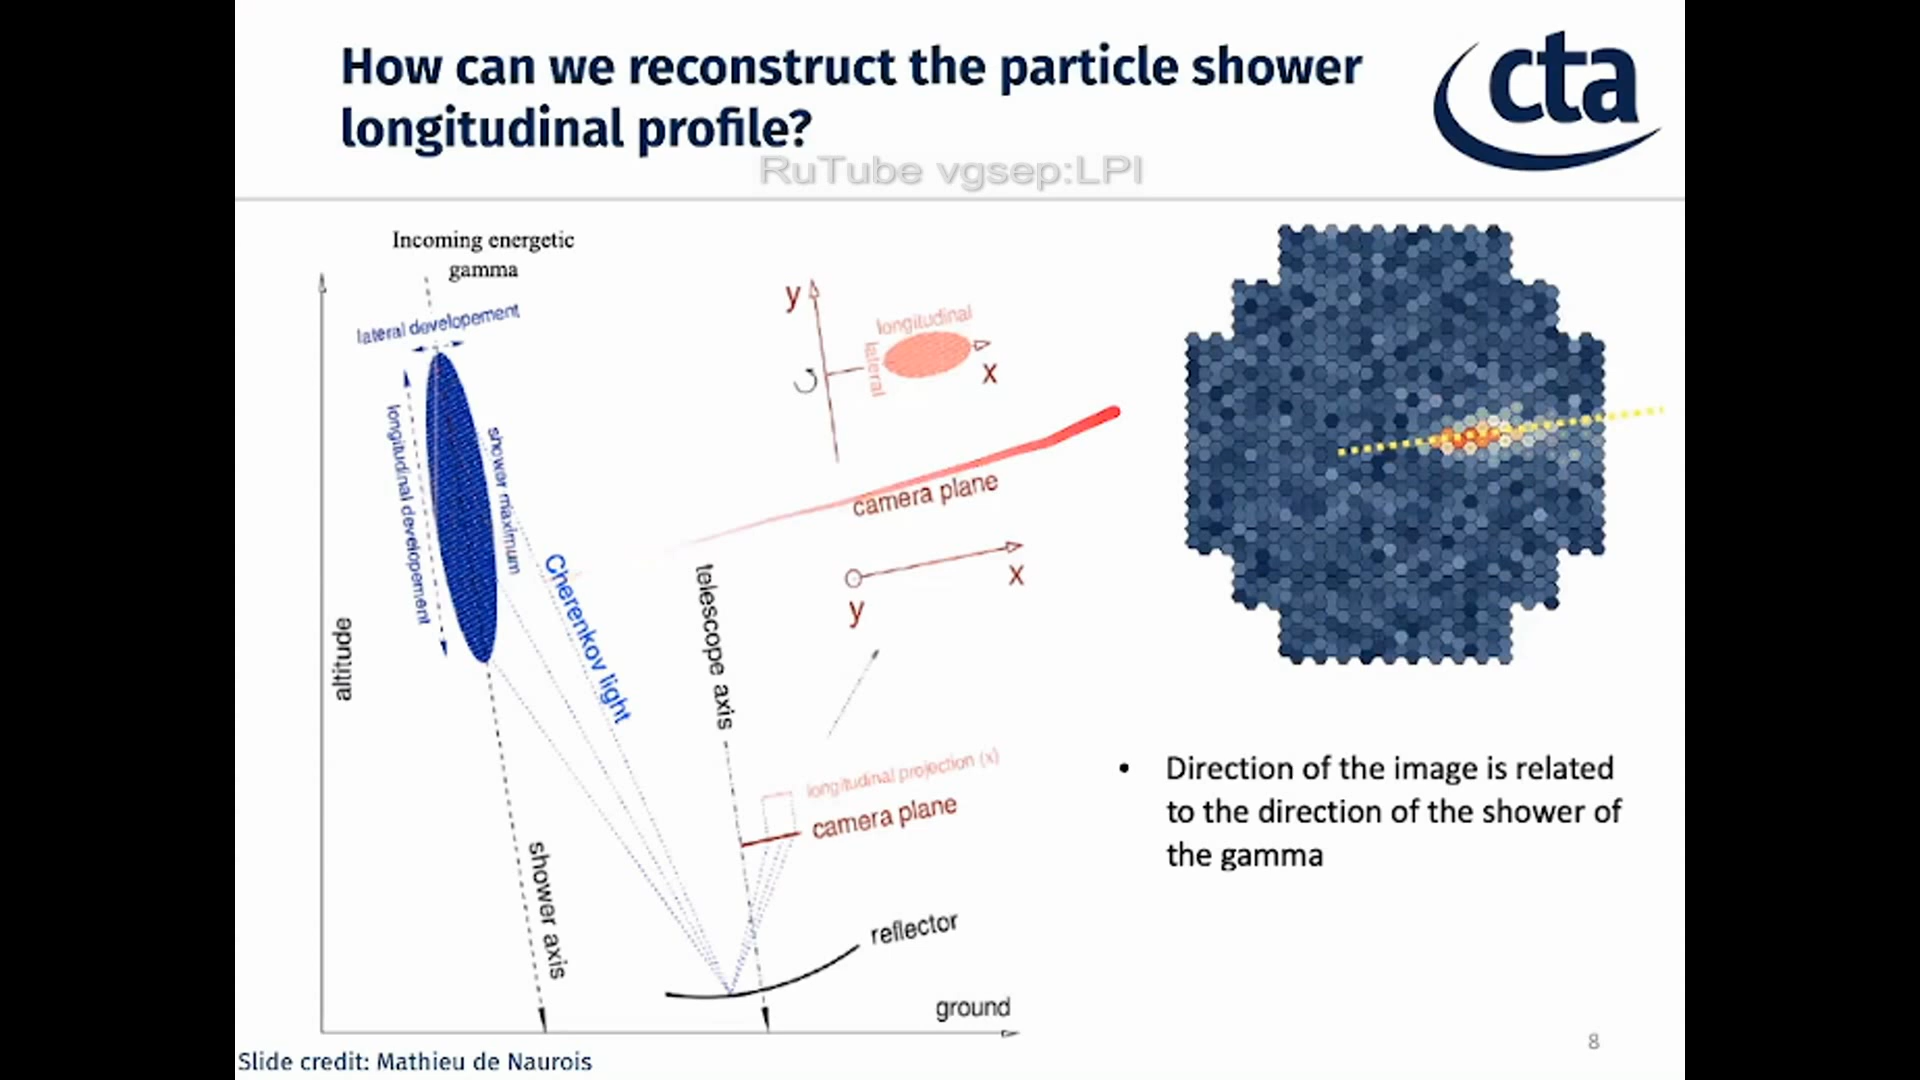 How can we reconstruct the particle shower
longitudinal profile?
cta
RuTube vgsep:LPI
Incoming energetic
gamma
lateral developement
longitudinal developement
shower maximum
Cherenkov light
altitude
shower axis
telescope axis
y
longitudinal
lateral
x
camera plane
x
y
longitudinal projection (x)
camera plane
reflector
ground
• Direction of the image is related
to the direction of the shower of
the gamma
8
Slide credit: Mathieu de Naurois